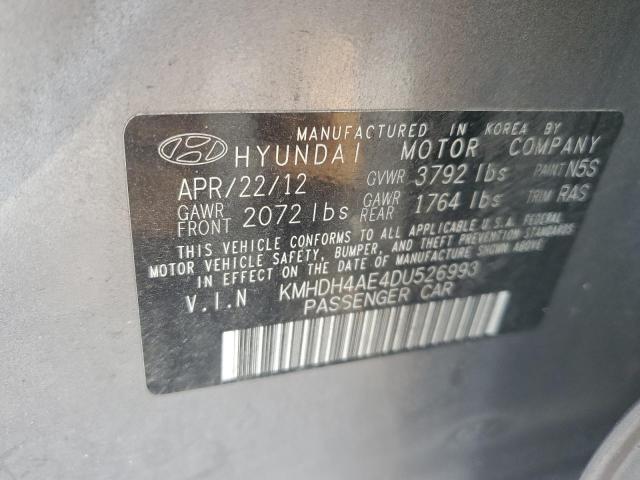 MANUFACTURED IN KOREA BY
HYUNDAI MOTOR COMPANY
APR/22/12 GVWR 3792 lbs PAINT N5S
GAWR FRONT 2072 lbs GAWR REAR 1764 lbs TRIM RAS
THIS VEHICLE CONFORMS TO ALL APPLICABLE U.S.A. FEDERAL
MOTOR VEHICLE SAFETY, BUMPER, AND THEFT PREVENTION STANDARDS
IN EFFECT ON THE DATE OF MANUFACTURE SHOWN ABOVE.
V.I.N KMHDH4AE4DU526993
PASSENGER CAR